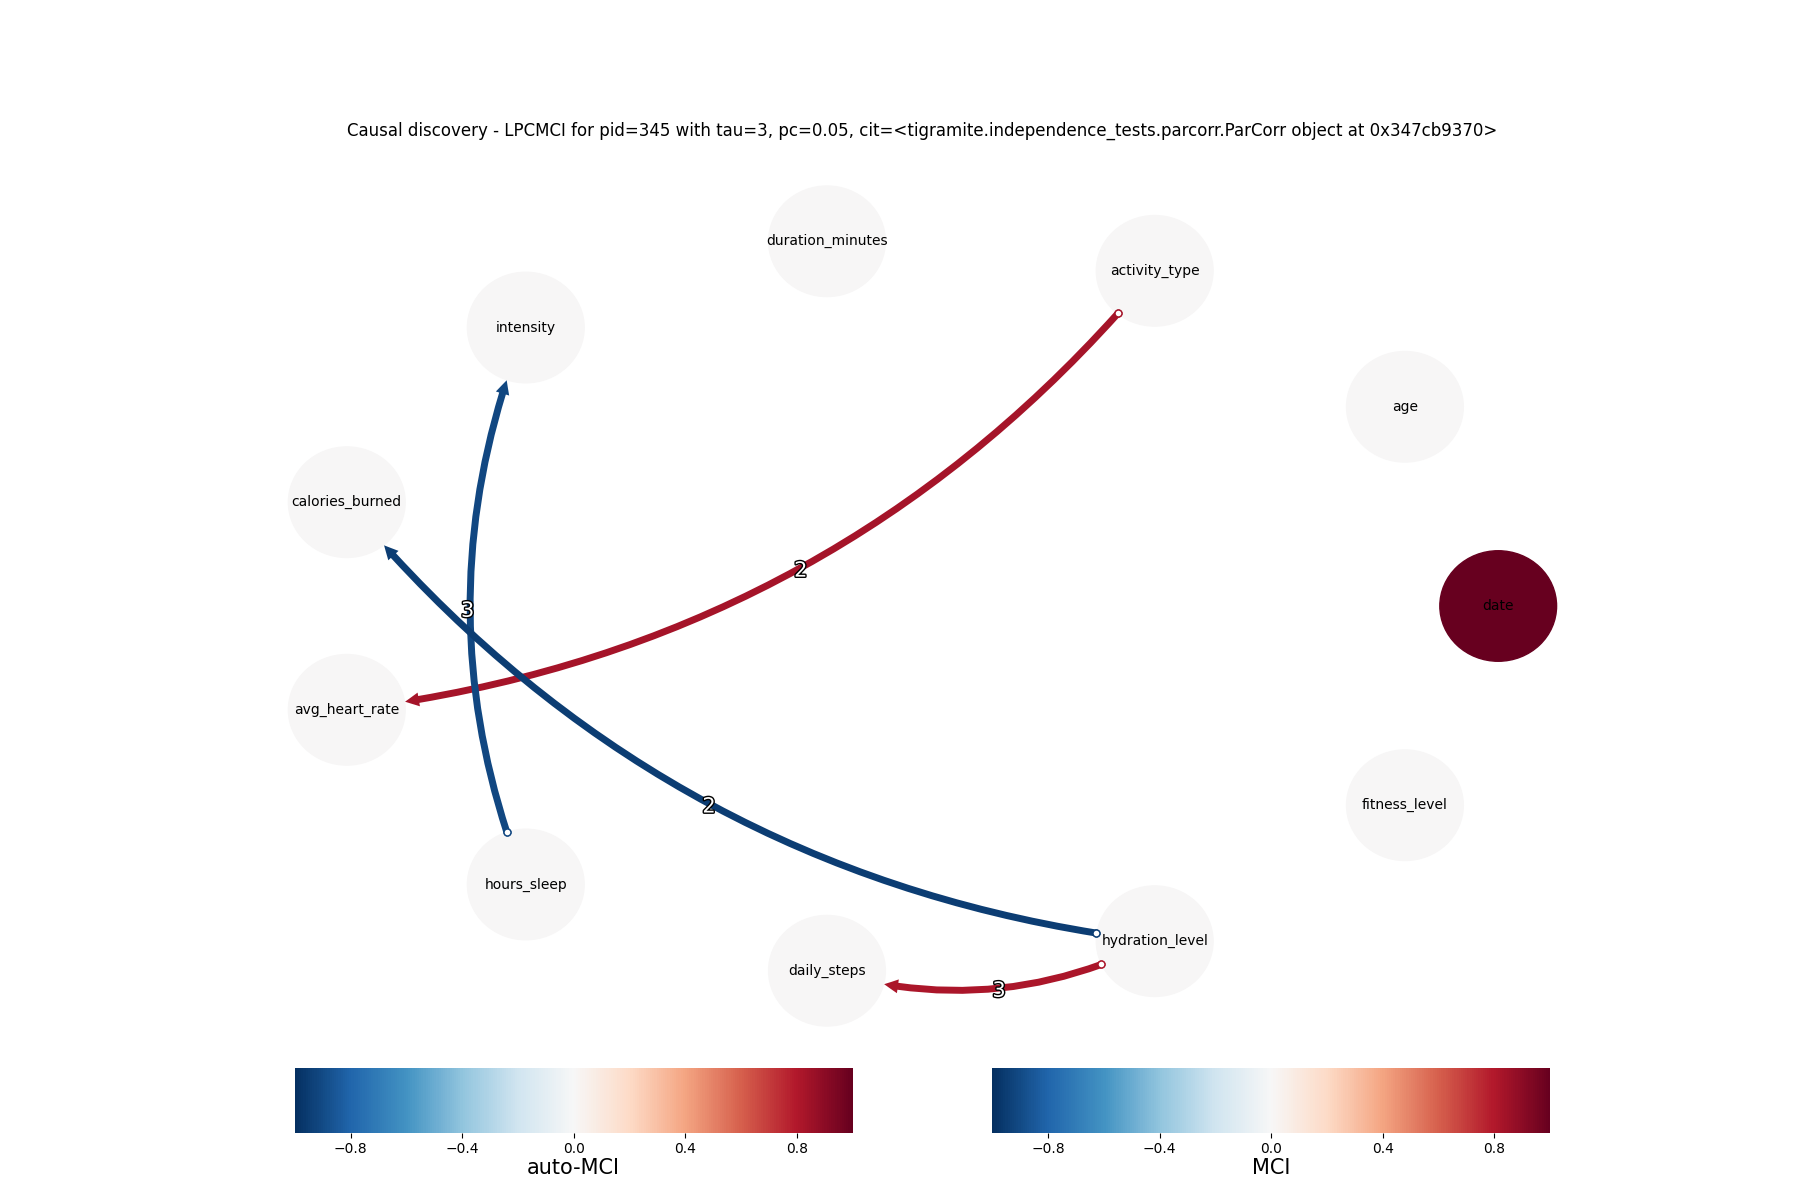 Causal discovery - LPCMCI for pid=345 with tau=3, pc=0.05, cit=<tigramite.independence_tests.parcorr.ParCorr object at 0x347cb9370>
duration_minutes
activity_type
intensity
age
calories_burned
2
date
3
avg_heart_rate
2
fitness_level
hours_sleep
hydration_level
daily_steps
3
−0.8 −0.4 0.0 0.4 0.8
auto-MCI
−0.8 −0.4 0.0 0.4 0.8
MCI